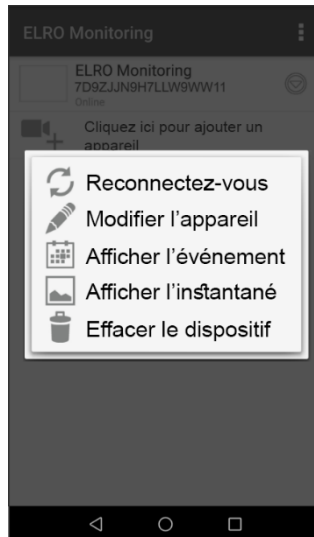 ELRO Monitoring
ELRO Monitoring
7D9ZJJN9H7LLW9WW11
Online
Cliquez ici pour ajouter un
appareil
Reconnectez-vous
Modifier l'appareil
Afficher l'événement
Afficher l'instantané
Effacer le dispositif